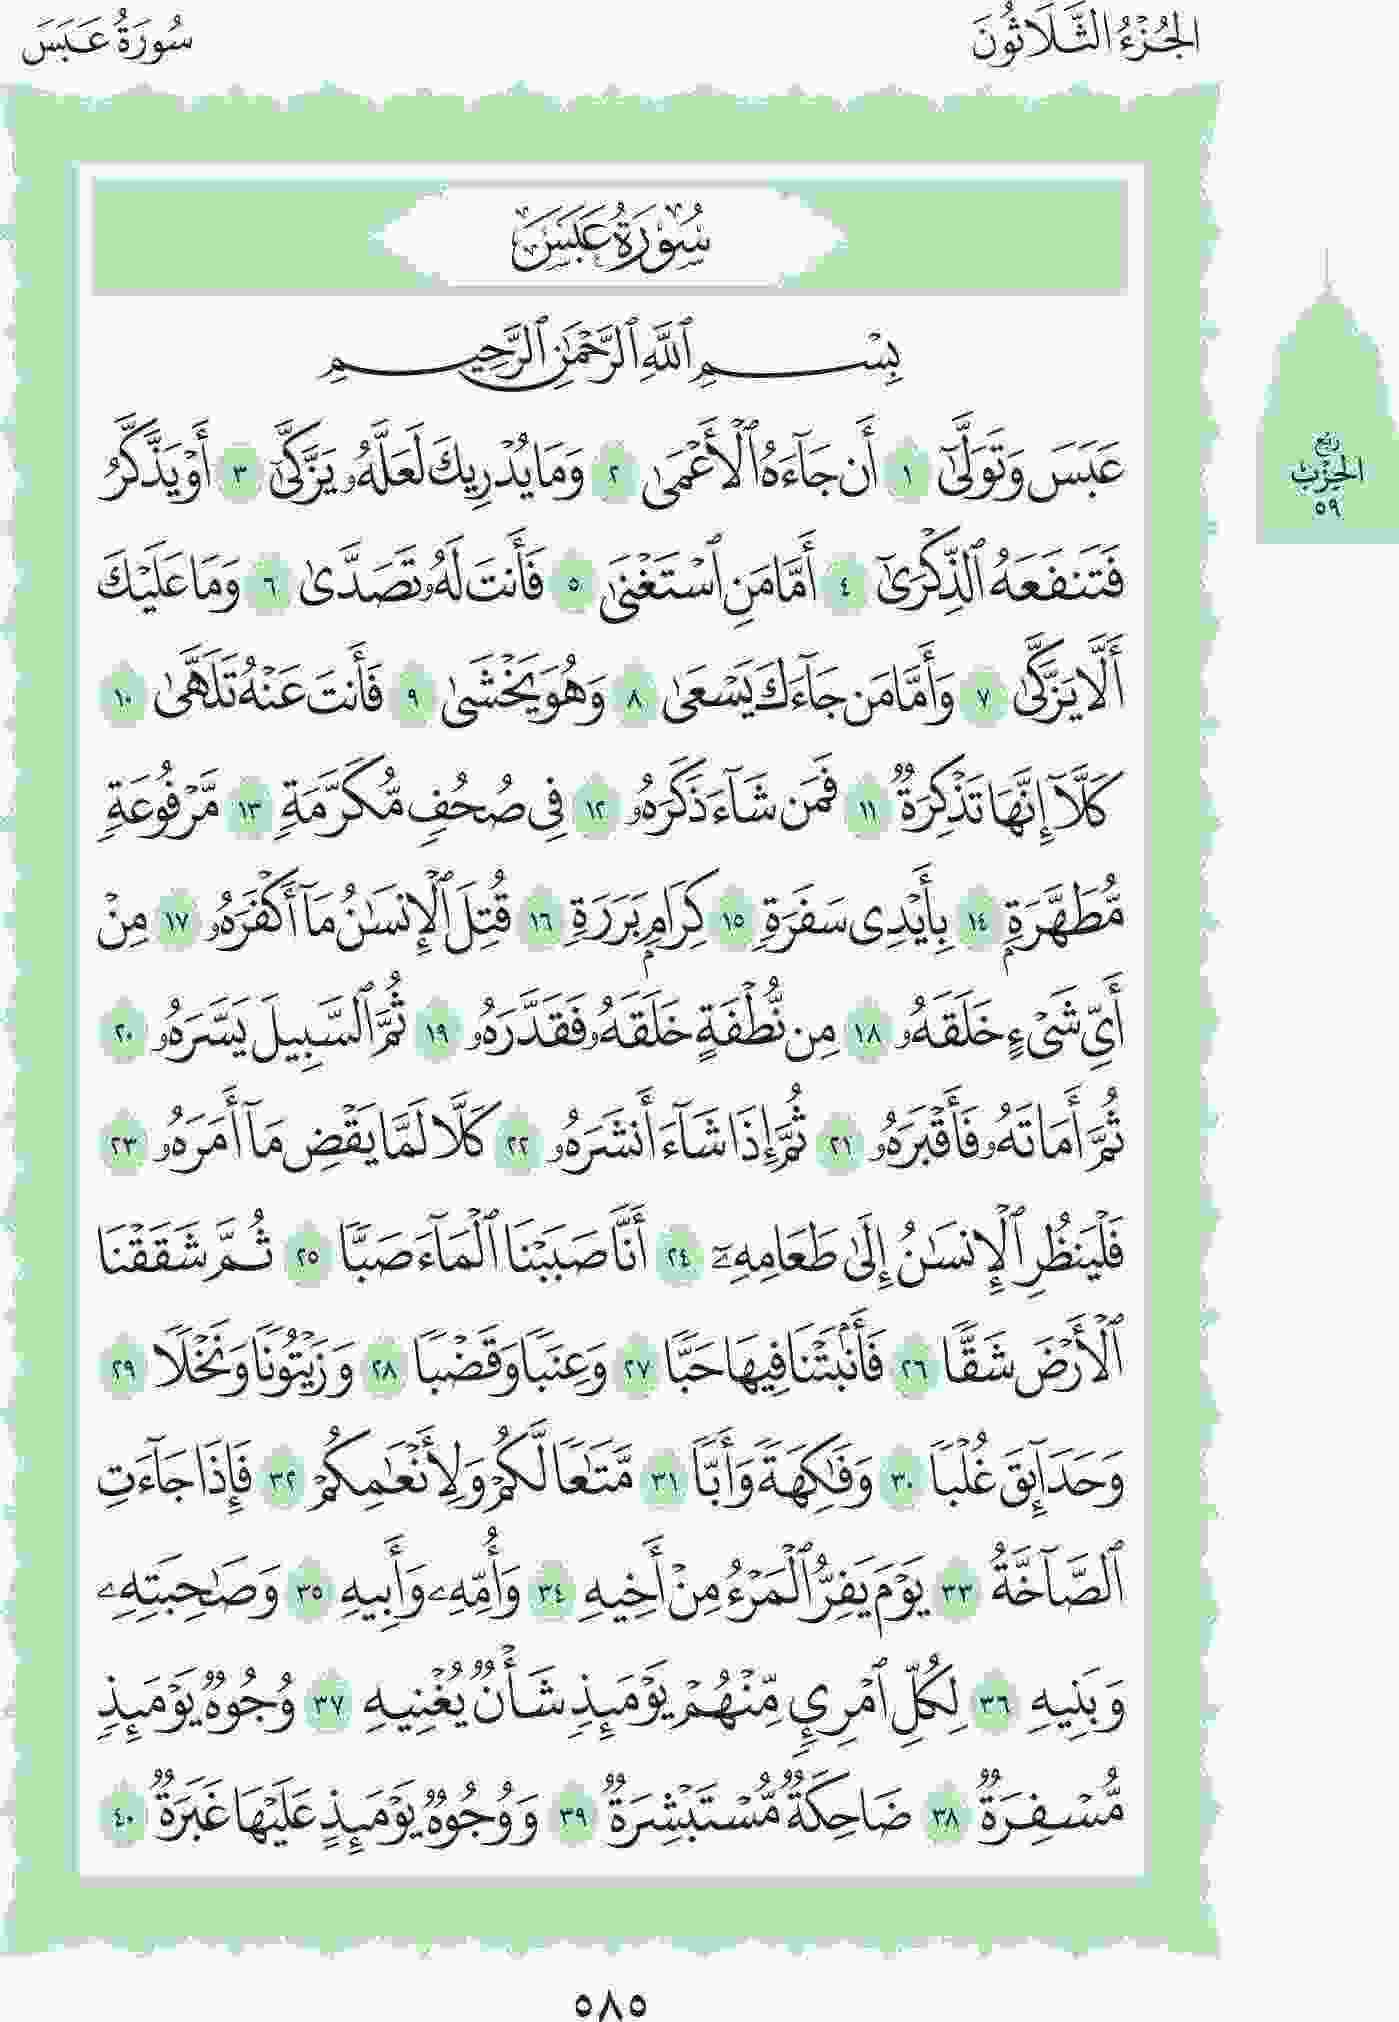 الجُزْءُ الثَّلَاثُونَ
سُورَةُ عَبَسَ
سُورَةُ عَبَسَ
بِسْمِ ٱللَّهِ ٱلرَّحْمَٰنِ ٱلرَّحِيمِ
عَبَسَ وَتَوَلَّىٰٓ ١ أَن جَآءَهُ ٱلْأَعْمَىٰ ٢ وَمَا يُدْرِيكَ لَعَلَّهُۥ يَزَّكَّىٰٓ ٣ أَوْ يَذَّكَّرُ
فَتَنفَعَهُ ٱلذِّكْرَىٰٓ ٤ أَمَّا مَنِ ٱسْتَغْنَىٰ ٥ فَأَنتَ لَهُۥ تَصَدَّىٰ ٦ وَمَا عَلَيْكَ
أَلَّا يَزَّكَّىٰ ٧ وَأَمَّا مَن جَآءَكَ يَسْعَىٰ ٨ وَهُوَ يَخْشَىٰ ٩ فَأَنتَ عَنْهُ تَلَهَّىٰ ١٠
كَلَّآ إِنَّهَا تَذْكِرَةٌ ١١ فَمَن شَآءَ ذَكَرَهُۥ ١٢ فِى صُحُفٍ مُّكَرَّمَةٍ ١٣ مَّرْفُوعَةٍ
مُّطَهَّرَةٍۭ ١٤ بِأَيْدِى سَفَرَةٍ ١٥ كِرَامٍۭ بَرَرَةٍ ١٦ قُتِلَ ٱلْإِنسَٰنُ مَآ أَكْفَرَهُۥ ١٧ مِنْ
أَىِّ شَىْءٍ خَلَقَهُۥ ١٨ مِن نُّطْفَةٍ خَلَقَهُۥ فَقَدَّرَهُۥ ١٩ ثُمَّ ٱلسَّبِيلَ يَسَّرَهُۥ ٢٠
ثُمَّ أَمَاتَهُۥ فَأَقْبَرَهُۥ ٢١ ثُمَّ إِذَا شَآءَ أَنشَرَهُۥ ٢٢ كَلَّا لَمَّا يَقْضِ مَآ أَمَرَهُۥ ٢٣
فَلْيَنظُرِ ٱلْإِنسَٰنُ إِلَىٰ طَعَامِهِۦٓ ٢٤ أَنَّا صَبَبْنَا ٱلْمَآءَ صَبًّا ٢٥ ثُمَّ شَقَقْنَا
ٱلْأَرْضَ شَقًّا ٢٦ فَأَنۢبَتْنَا فِيهَا حَبًّا ٢٧ وَعِنَبًا وَقَضْبًا ٢٨ وَزَيْتُونًا وَنَخْلًا ٢٩
وَحَدَآئِقَ غُلْبًا ٣٠ وَفَٰكِهَةً وَأَبًّا ٣١ مَّتَٰعًا لَّكُمْ وَلِأَنْعَٰمِكُمْ ٣٢ فَإِذَا جَآءَتِ
ٱلصَّآخَّةُ ٣٣ يَوْمَ يَفِرُّ ٱلْمَرْءُ مِنْ أَخِيهِ ٣٤ وَأُمِّهِۦ وَأَبِيهِ ٣٥ وَصَٰحِبَتِهِۦ
وَبَنِيهِ ٣٦ لِكُلِّ ٱمْرِئٍ مِّنْهُمْ يَوْمَئِذٍ شَأْنٌ يُغْنِيهِ ٣٧ وُجُوهٌ يَوْمَئِذٍ
مُّسْفِرَةٌ ٣٨ ضَاحِكَةٌ مُّسْتَبْشِرَةٌ ٣٩ وَوُجُوهٌ يَوْمَئِذٍ عَلَيْهَا غَبَرَةٌ ٤٠
رُبْع
الحِزْبِ
٥٩
٥٨٥